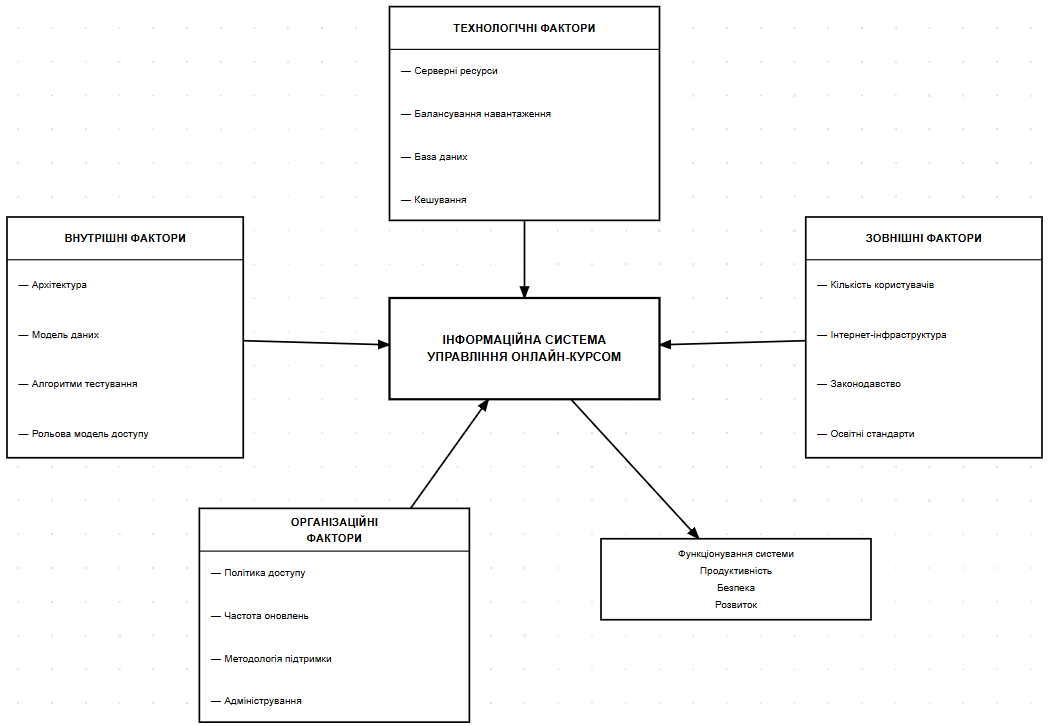 ТЕХНОЛОГІЧНІ ФАКТОРИ
— Серверні ресурси
— Балансування навантаження
— База даних
— Кешування
ВНУТРІШНІ ФАКТОРИ
— Архітектура
— Модель даних
— Алгоритми тестування
— Рольова модель доступу
ІНФОРМАЦІЙНА СИСТЕМА
УПРАВЛІННЯ ОНЛАЙН-КУРСОМ
ЗОВНІШНІ ФАКТОРИ
— Кількість користувачів
— Інтернет-інфраструктура
— Законодавство
— Освітні стандарти
ОРГАНІЗАЦІЙНІ
ФАКТОРИ
— Політика доступу
— Частота оновлень
— Методологія підтримки
— Адміністрування
Функціонування системи
Продуктивність
Безпека
Розвиток